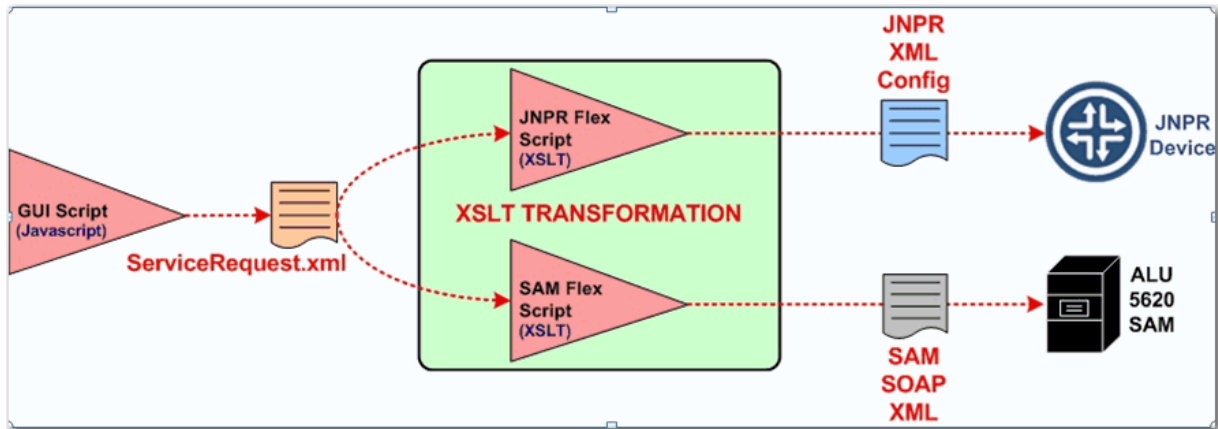 GUI Script
(Javascript)
ServiceRequest.xml
JNPR Flex
Script
(XSLT)
XSLT TRANSFORMATION
SAM Flex
Script
(XSLT)
JNPR
XML
Config
JNPR
Device
SAM
SOAP
XML
ALU
5620
SAM